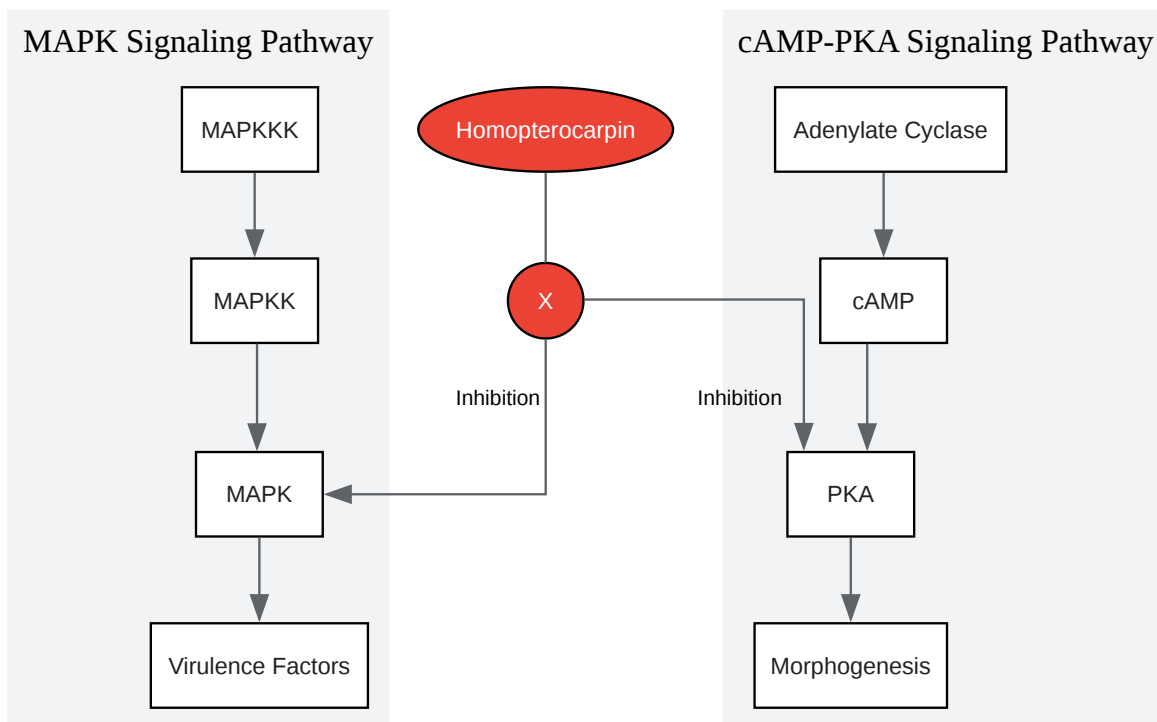 MAPK Signaling Pathway
cAMP-PKA Signaling Pathway
MAPKKK
Homopterocarpin
Adenylate Cyclase
MAPKK
X
cAMP
Inhibition
Inhibition
MAPK
PKA
Virulence Factors
Morphogenesis